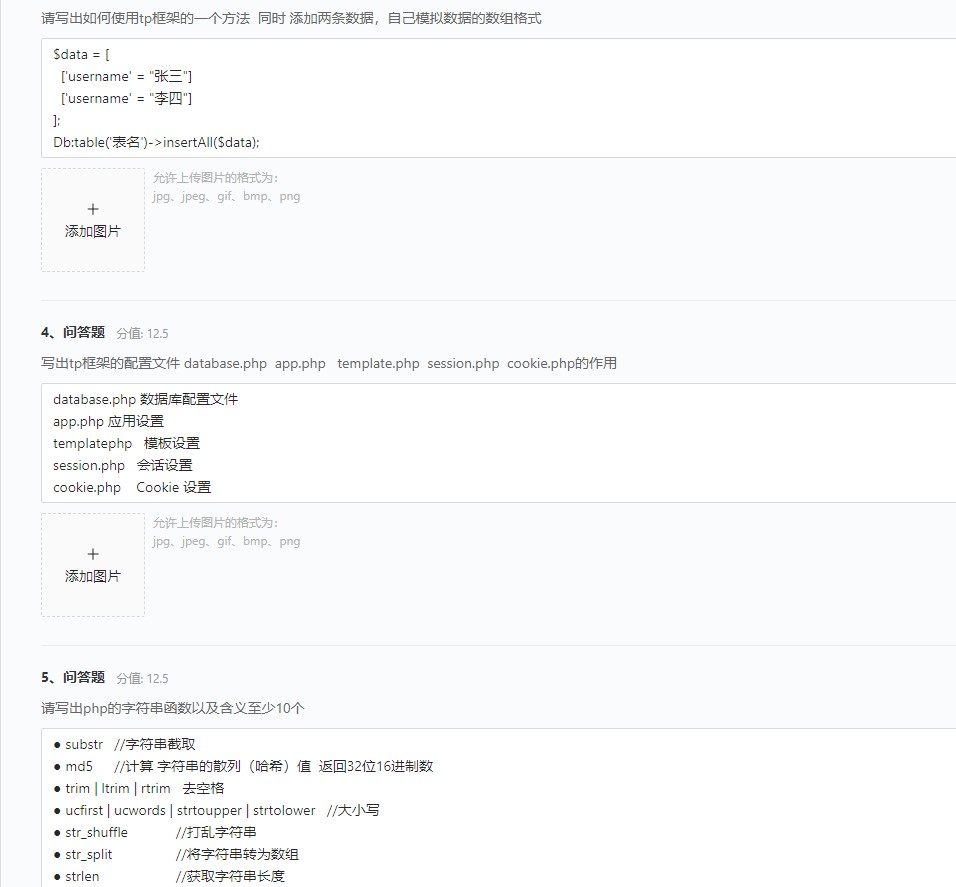 请写出如何使用tp框架的一个方法 同时 添加两条数据，自己模拟数据的数组格式
$data = [
['username' = "张三"]
['username' = "李四"]
];
Db:table('表名')->insertAll($data);
+
添加图片
允许上传图片的格式为：
jpg、jpeg、gif、bmp、png
4、问答题 分值: 12.5
写出tp框架的配置文件 database.php app.php template.php session.php cookie.php的作用
database.php 数据库配置文件
app.php 应用设置
templatephp 模板设置
session.php 会话设置
cookie.php Cookie 设置
+
添加图片
允许上传图片的格式为：
jpg、jpeg、gif、bmp、png
5、问答题 分值: 12.5
请写出php的字符串函数以及含义至少10个
● substr //字符串截取
● md5 //计算 字符串的散列（哈希）值 返回32位16进制数
● trim | ltrim | rtrim 去空格
● ucfirst | ucwords | strtoupper | strtolower //大小写
● str_shuffle //打乱字符串
● str_split //将字符串转为数组
● strlen //获取字符串长度